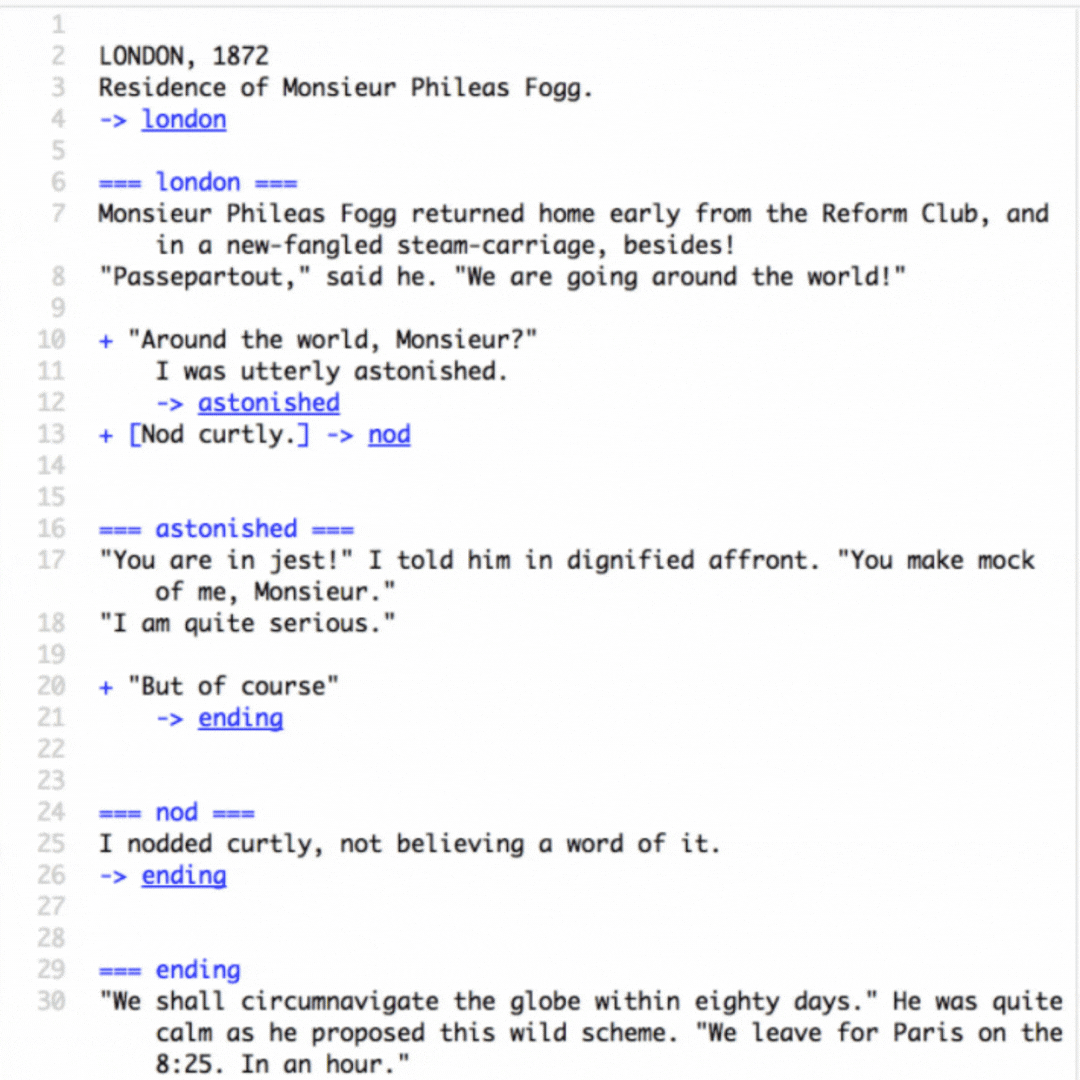 1
2 LONDON, 1872
3 Residence of Monsieur Phileas Fogg.
4 -> london
5
6 === london ===
7 Monsieur Phileas Fogg returned home early from the Reform Club, and
in a new-fangled steam-carriage, besides!
8 "Passepartout," said he. "We are going around the world!"
9
10 + "Around the world, Monsieur?"
11 I was utterly astonished.
12 -> astonished
13 + [Nod curtly.] -> nod
14
15
16 === astonished ===
17 "You are in jest!" I told him in dignified affront. "You make mock
of me, Monsieur."
18 "I am quite serious."
19
20 + "But of course"
21 -> ending
22
23
24 === nod ===
25 I nodded curtly, not believing a word of it.
26 -> ending
27
28
29 === ending
30 "We shall circumnavigate the globe within eighty days." He was quite
calm as he proposed this wild scheme. "We leave for Paris on the
8:25. In an hour."